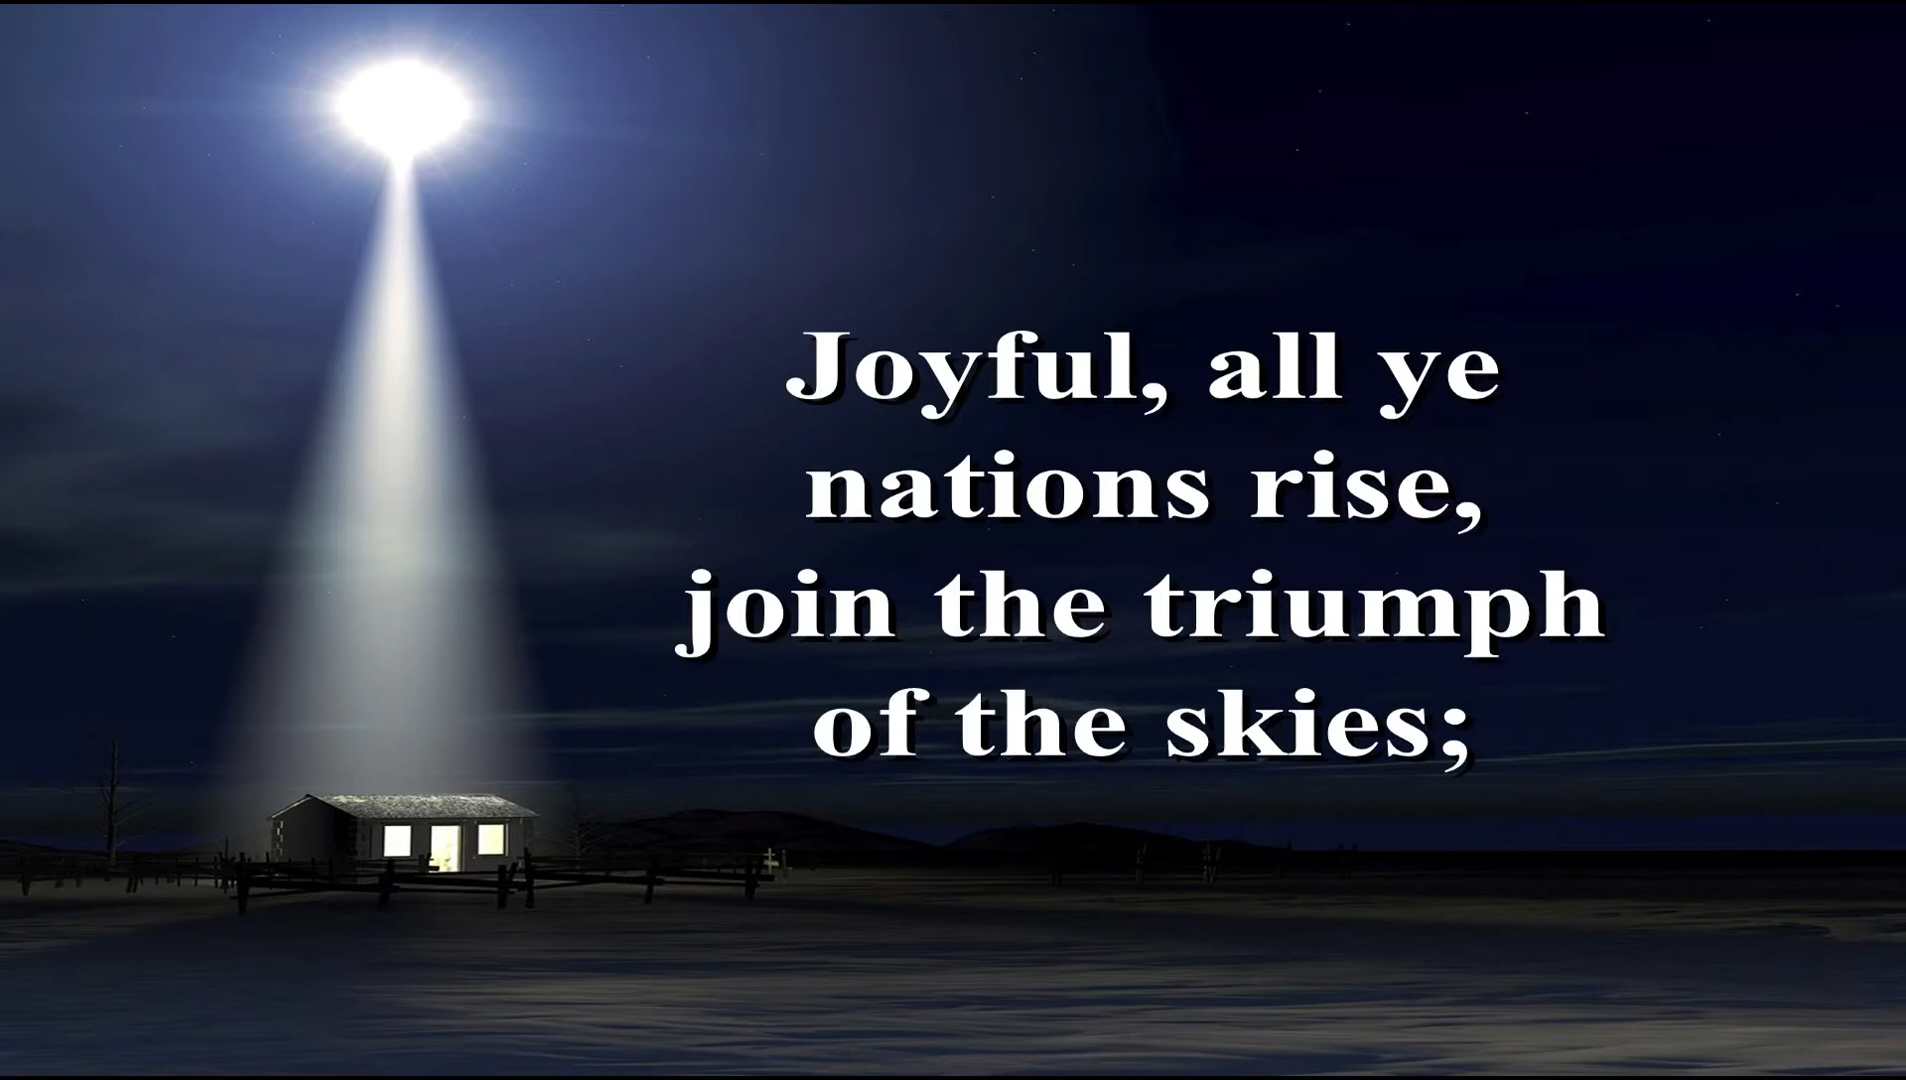 Joyful, all ye
nations rise,
join the triumph
of the skies;